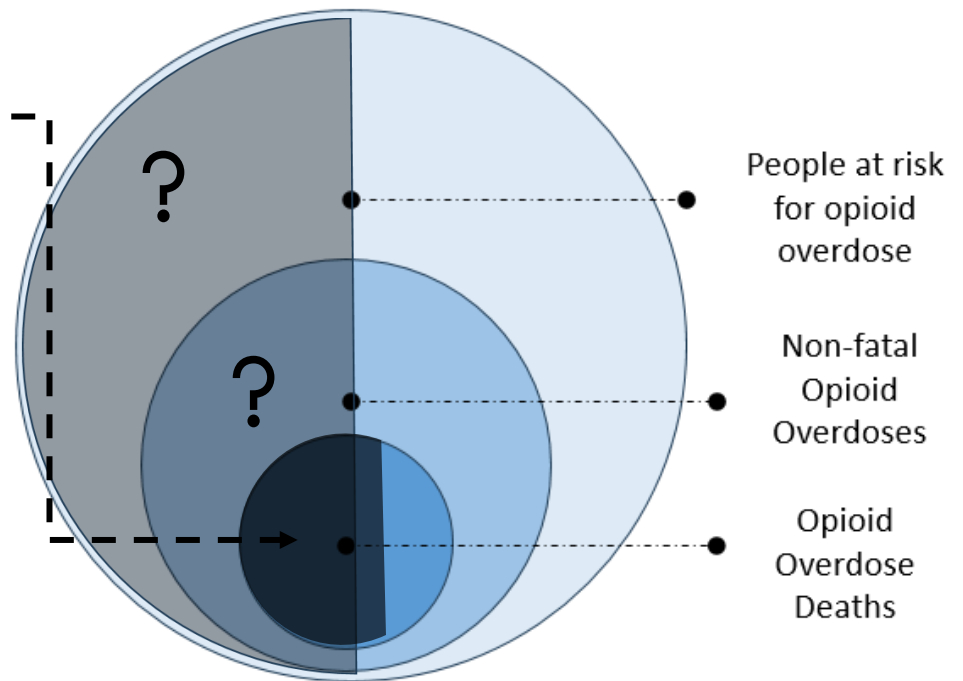 ?
People at risk
for opioid
overdose
Non-fatal
Opioid
Overdoses
?
Opioid
Overdose
Deaths